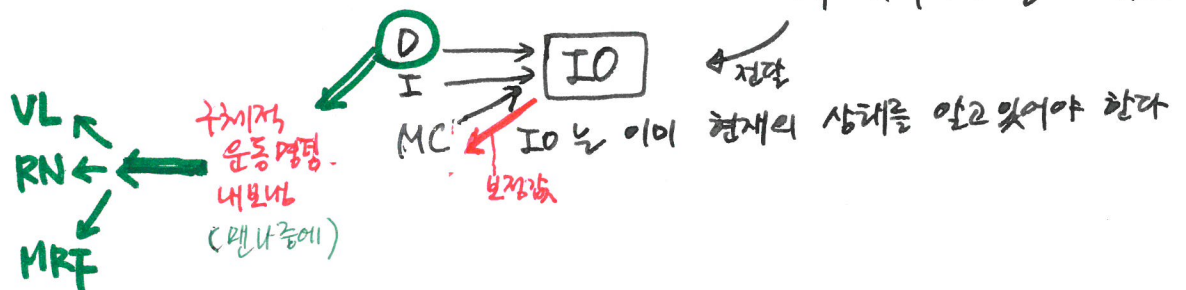 D
I
MC
IO
전달
IO는 이미 현재의 상태를 알고있어야 한다
보정값
구체적
운동명령.
내보냄
(맨나중에)
VL
RN
MRF